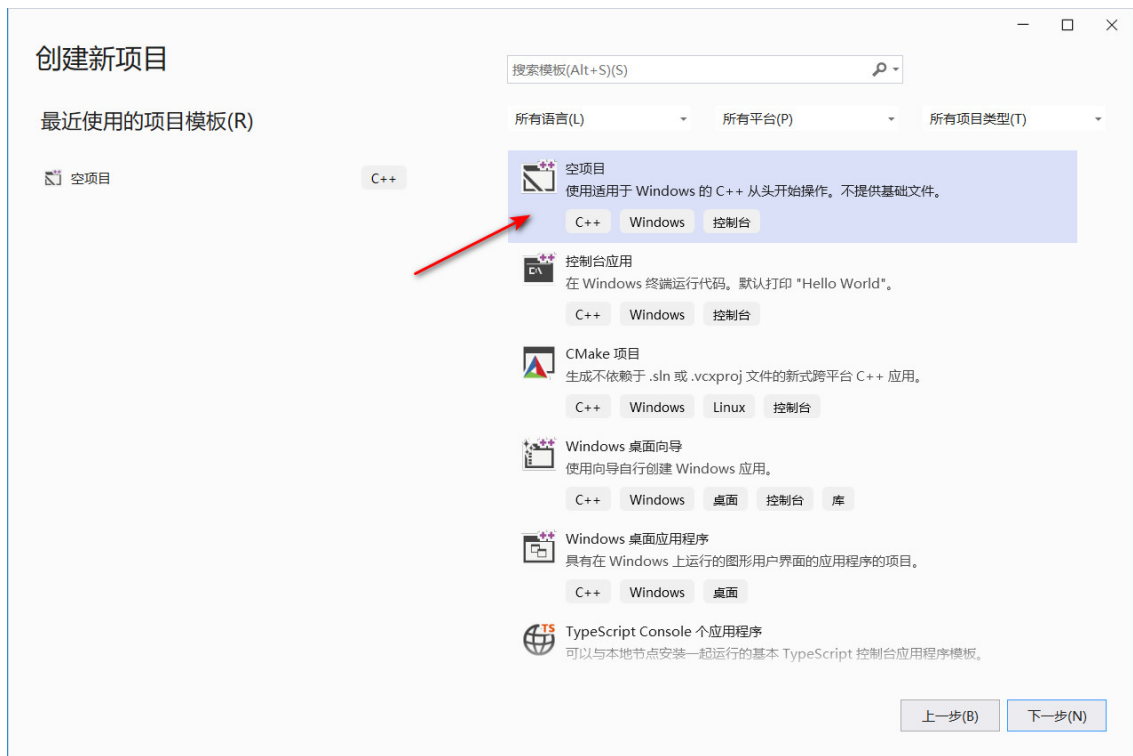 创建新项目
搜索模板(Alt+S)(S)
最近使用的项目模板(R)
所有语言(L)
所有平台(P)
所有项目类型(T)
空项目
C++
空项目
使用适用于 Windows 的 C++ 从头开始操作。不提供基础文件。
C++ Windows 控制台
控制台应用
在 Windows 终端运行代码。默认打印 "Hello World"。
C++ Windows 控制台
CMake 项目
生成不依赖于 .sln 或 .vcxproj 文件的新式跨平台 C++ 应用。
C++ Windows Linux 控制台
Windows 桌面向导
使用向导自行创建 Windows 应用。
C++ Windows 桌面 控制台 库
Windows 桌面应用程序
具有在 Windows 上运行的图形用户界面的应用程序的项目。
C++ Windows 桌面
TS
TypeScript Console 个应用程序
可以与本地节点安装一起运行的基本 TypeScript 控制台应用程序模板。
上一步(B)
下一步(N)